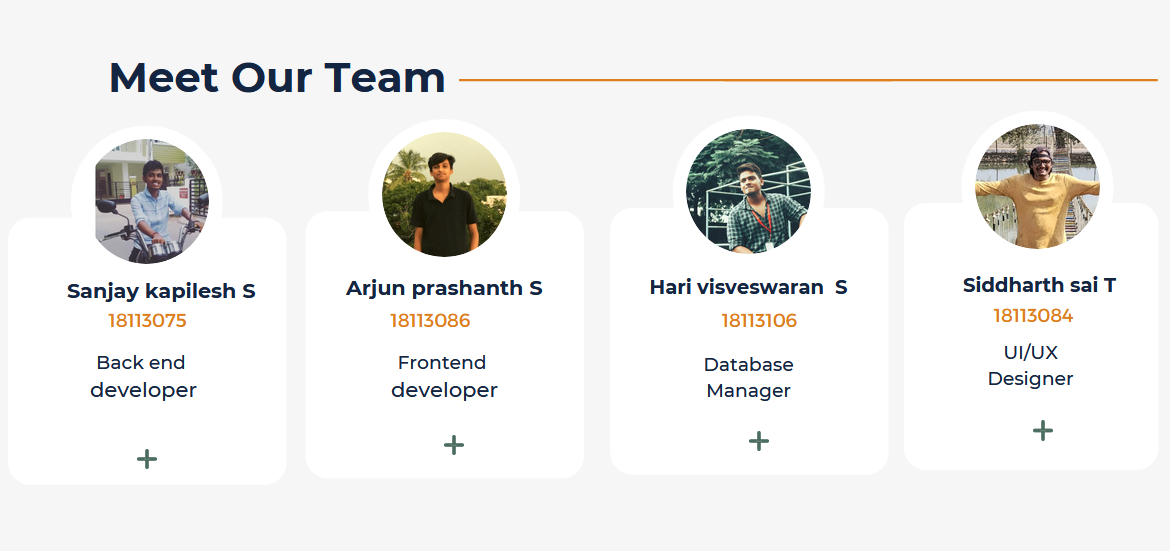 Meet Our Team
Sanjay kapilesh S
18113075
Back end
developer
+
Arjun prashanth S
18113086
Frontend
developer
+
Hari visveswaran S
18113106
Database
Manager
+
Siddharth sai T
18113084
UI/UX
Designer
+